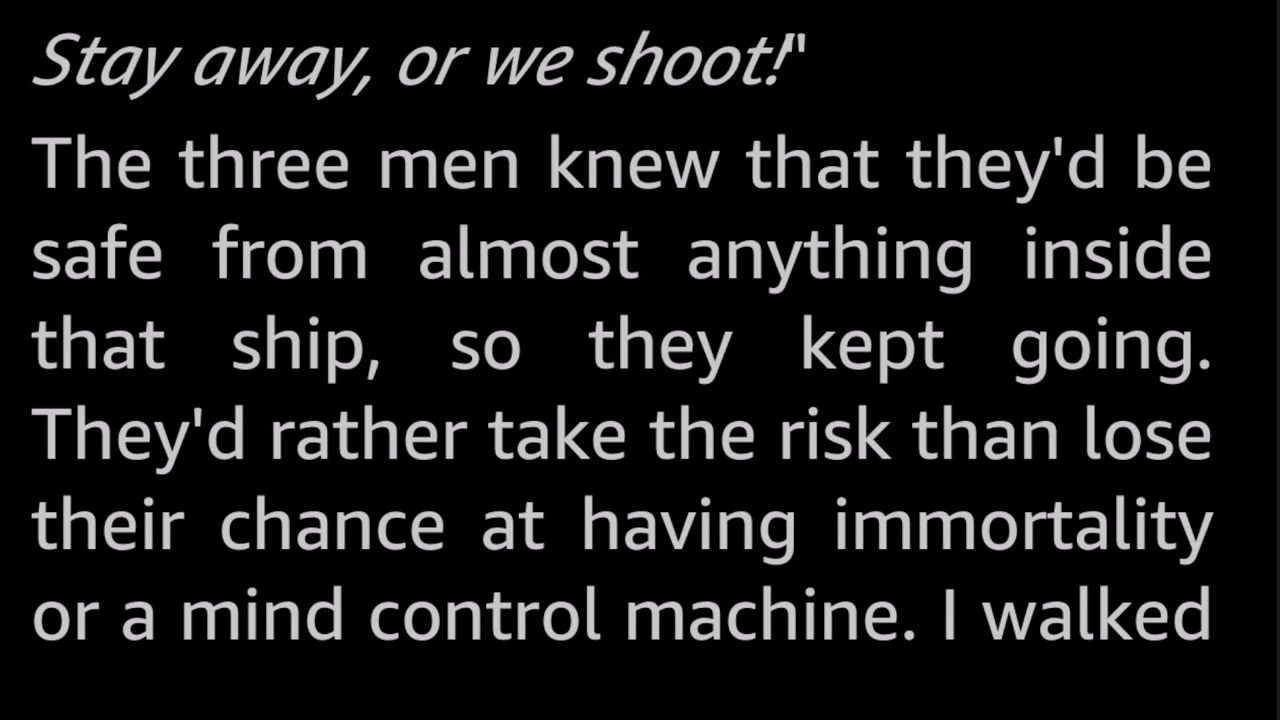 Stay away, or we shoot!"
The three men knew that they'd be
safe from almost anything inside
that ship, so they kept going.
They'd rather take the risk than lose
their chance at having immortality
or a mind control machine. I walked